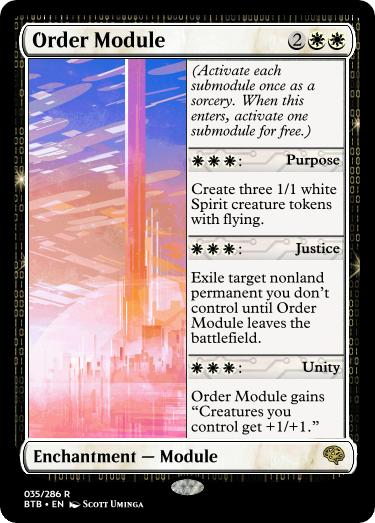 Order Module 2
(Activate each
submodule once as a
sorcery. When this
enters, activate one
submodule for free.)
: Purpose
Create three 1/1 white
Spirit creature tokens
with flying.
: Justice
Exile target nonland
permanent you don’t
control until Order
Module leaves the
battlefield.
: Unity
Order Module gains
“Creatures you
control get +1/+1.”
Enchantment — Module
035/286 R
BTB • EN Scott Uminga